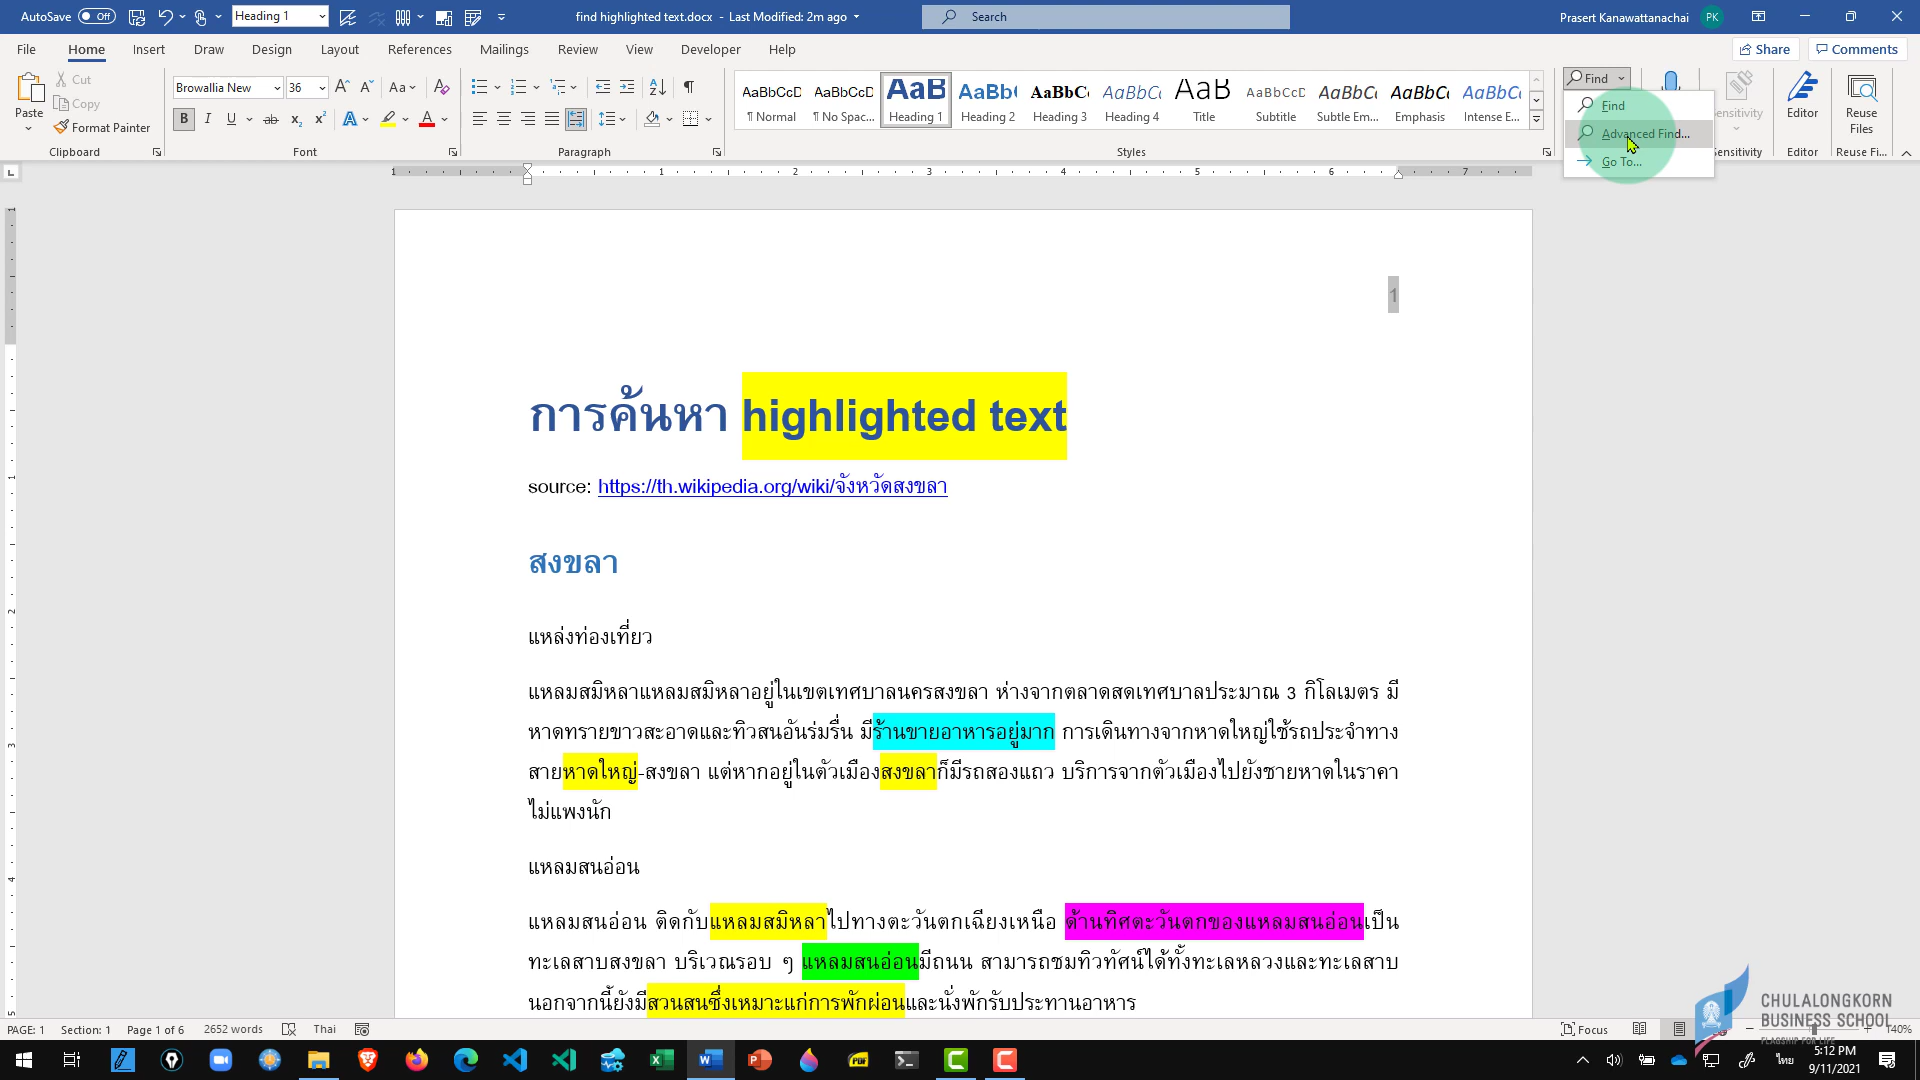 AutoSave Off Heading 1 find highlighted text.docx - Last Modified: 2m ago Search Prasert Kanawattanachai PK
File Home Insert Draw Design Layout References Mailings Review View Developer Help Share Comments
Paste Cut Copy Format Painter Clipboard
Browallia New 36 Font
Paragraph
AaBbCcD AaBbCcD AaB AaBb AaBbC AaBbC AaB AaBbCcD AaBbC AaBbC AaBbC
¶ Normal ¶ No Spac... Heading 1 Heading 2 Heading 3 Heading 4 Title Subtitle Subtle Em... Emphasis Intense E...
Styles
Find
Find
Advanced Find...
Go To...
ensitivity
Sensitivity
Editor
Editor
Reuse Files
Reuse Fi...
1
การค้นหา highlighted text
source: https://th.wikipedia.org/wiki/จังหวัดสงขลา
สงขลา
แหล่งท่องเที่ยว
แหลมสมิหลาแหลมสมิหลาอยู่ในเขตเทศบาลนครสงขลา ห่างจากตลาดสดเทศบาลประมาณ 3 กิโลเมตร มี
หาดทรายขาวสะอาดและทิวสนอันร่มรื่น มีร้านขายอาหารอยู่มาก การเดินทางจากหาดใหญ่ใช้รถประจำทาง
สายหาดใหญ่-สงขลา แต่หากอยู่ในตัวเมืองสงขลาก็มีรถสองแถว บริการจากตัวเมืองไปยังชายหาดในราคา
ไม่แพงนัก
แหลมสนอ่อน
แหลมสนอ่อน ติดกับแหลมสมิหลาไปทางตะวันตกเฉียงเหนือ ด้านทิศตะวันตกของแหลมสนอ่อนเป็น
ทะเลสาบสงขลา บริเวณรอบ ๆ แหลมสนอ่อนมีถนน สามารถชมทิวทัศน์ได้ทั้งทะเลหลวงและทะเลสาบ
นอกจากนี้ยังมีสวนสนซึ่งเหมาะแก่การพักผ่อนและนั่งพักรับประทานอาหาร
CHULALONGKORN
BUSINESS SCHOOL
FLAGSHIP FOR LIFE
PAGE: 1 Section: 1 Page 1 of 6 2652 words Thai Focus 140%
ไทย 5:12 PM
9/11/2021